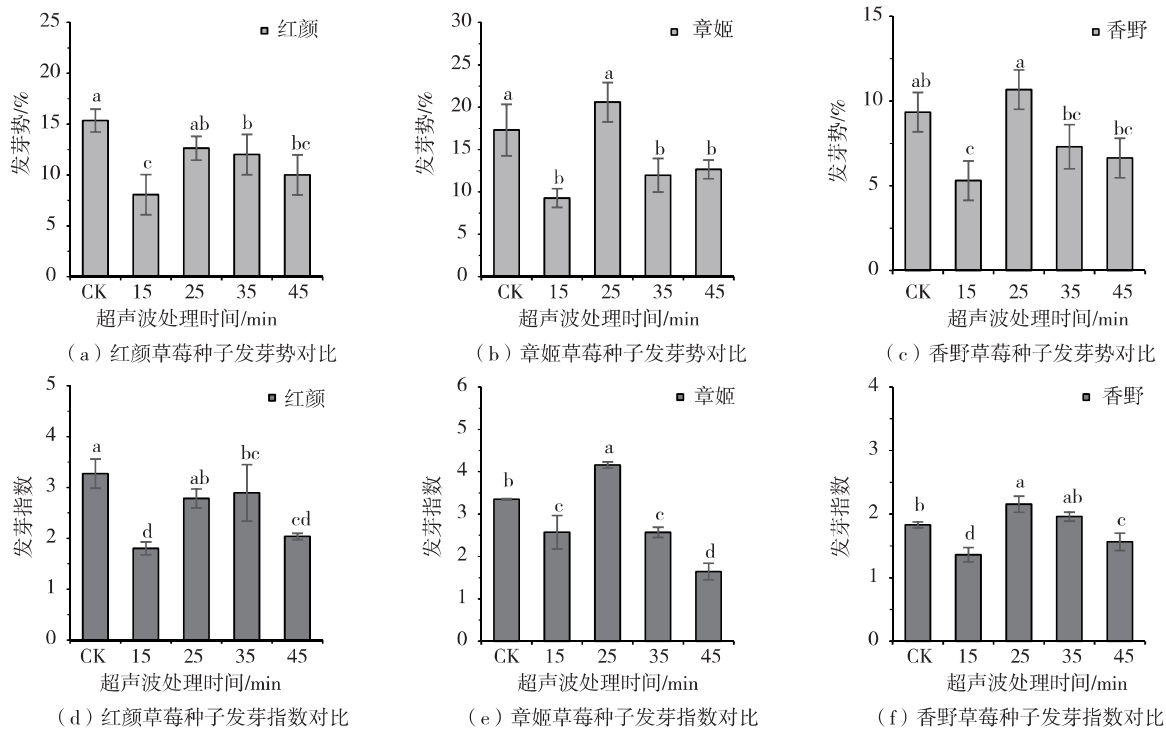 25
20
15
10
5
0
发芽势/%
红颜
a
c
ab
b
bc
CK 15 25 35 45
超声波处理时间/min
（a）红颜草莓种子发芽势对比
30
25
20
15
10
5
0
发芽势/%
章姬
a
b
a
b
b
CK 15 25 35 45
超声波处理时间/min
（b）章姬草莓种子发芽势对比
15
10
5
0
发芽势/%
香野
ab
c
a
bc
bc
CK 15 25 35 45
超声波处理时间/min
（c）香野草莓种子发芽势对比
5
4
3
2
1
0
发芽指数
红颜
a
d
ab
bc
cd
CK 15 25 35 45
超声波处理时间/min
（d）红颜草莓种子发芽指数对比
6
5
4
3
2
1
0
发芽指数
章姬
b
c
a
c
d
CK 15 25 35 45
超声波处理时间/min
（e）章姬草莓种子发芽指数对比
4
3
2
1
0
发芽指数
香野
b
d
a
ab
c
CK 15 25 35 45
超声波处理时间/min
（f）香野草莓种子发芽指数对比